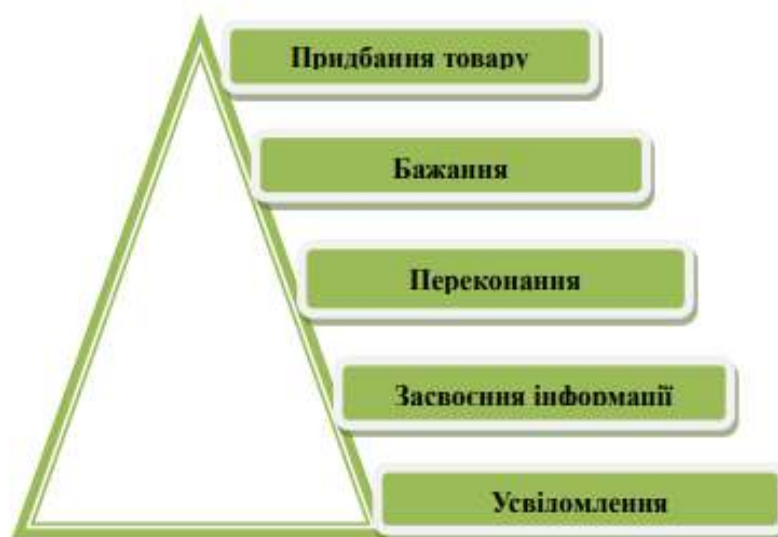 Придбання товару
Бажання
Переконання
Засвоєння інформації
Усвідомлення